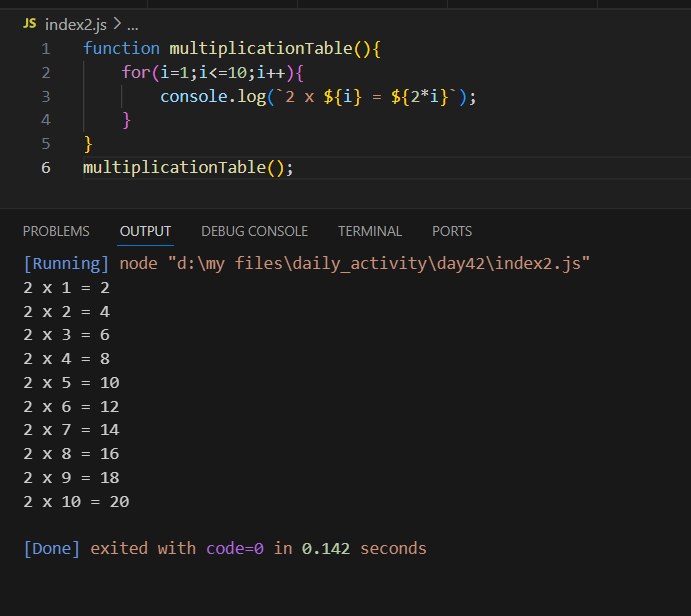 JS index2.js > ...
1 function multiplicationTable(){
2 for(i=1;i<=10;i++){
3 console.log(`2 x ${i} = ${2*i}`);
4 }
5 }
6 multiplicationTable();
PROBLEMS OUTPUT DEBUG CONSOLE TERMINAL PORTS
[Running] node "d:\my files\daily_activity\day42\index2.js"
2 x 1 = 2
2 x 2 = 4
2 x 3 = 6
2 x 4 = 8
2 x 5 = 10
2 x 6 = 12
2 x 7 = 14
2 x 8 = 16
2 x 9 = 18
2 x 10 = 20
[Done] exited with code=0 in 0.142 seconds